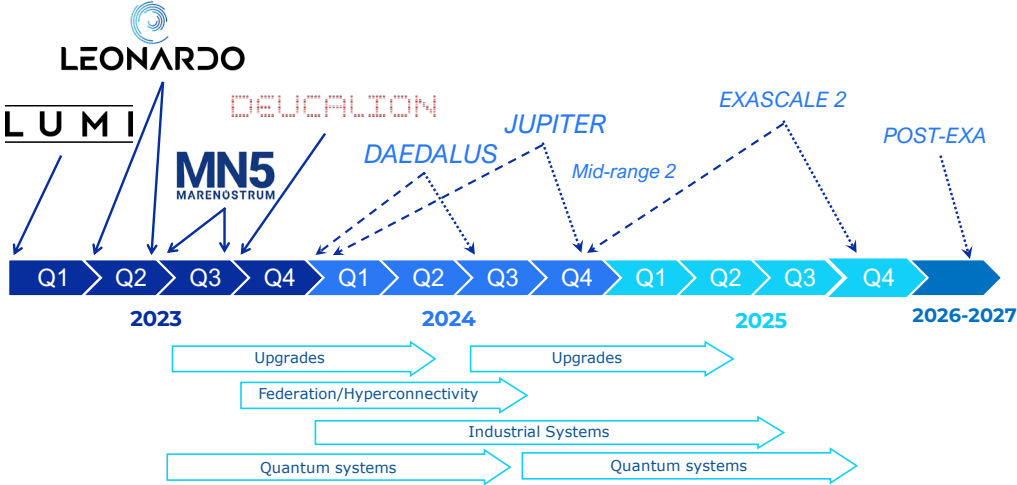 LEONARDO
LUMI
DEUCALION
EXASCALE 2
JUPITER
POST-EXA
DAEDALUS
MN5
MARENOSTRUM
Mid-range 2
Q1 Q2 Q3 Q4 Q1 Q2 Q3 Q4 Q1 Q2 Q3 Q4
2023 2024 2025 2026-2027
Upgrades Upgrades
Federation/Hyperconnectivity
Industrial Systems
Quantum systems Quantum systems